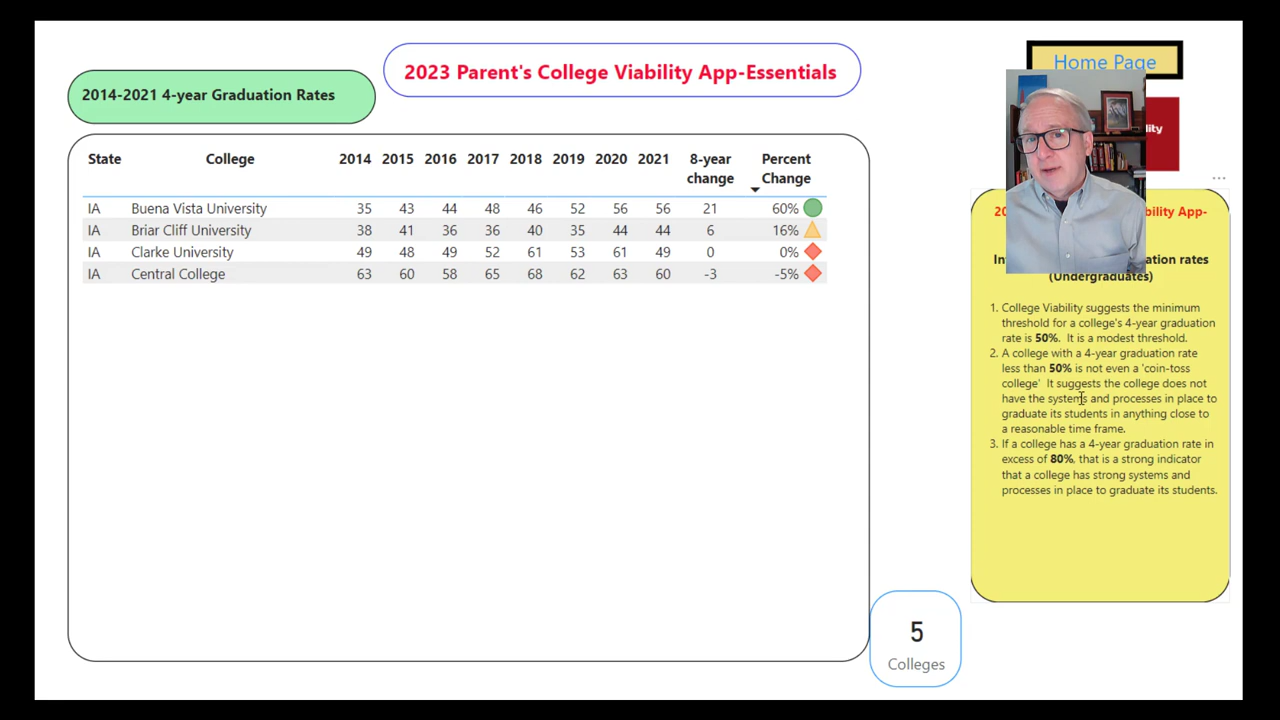 2023 Parent's College Viability App-Essentials
Home Page
2014-2021 4-year Graduation Rates
State College 2014 2015 2016 2017 2018 2019 2020 2021 8-year change Percent Change
IA Buena Vista University 35 43 44 48 46 52 56 56 21 60%
IA Briar Cliff University 38 41 36 36 40 35 44 44 6 16%
IA Clarke University 49 48 49 52 61 53 61 49 0 0%
IA Central College 63 60 58 65 68 62 63 60 -3 -5%
(Undergraduates)
1. College Viability suggests the minimum
threshold for a college's 4-year graduation
rate is 50%. It is a modest threshold.
2. A college with a 4-year graduation rate
less than 50% is not even a 'coin-toss
college' It suggests the college does not
have the systems and processes in place to
graduate its students in anything close to
a reasonable time frame.
3. If a college has a 4-year graduation rate in
excess of 80%, that is a strong indicator
that a college has strong systems and
processes in place to graduate its students.
5
Colleges